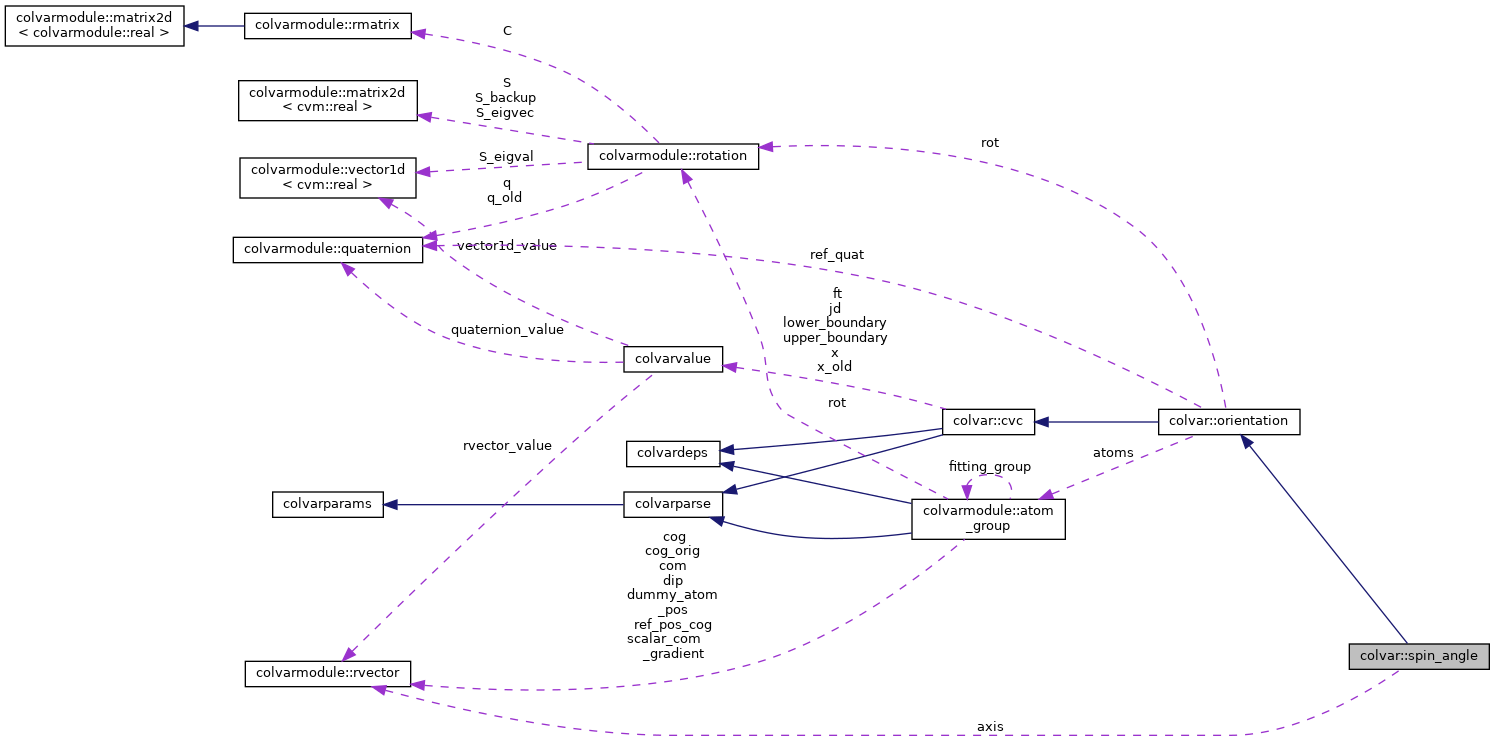 colvarmodule::matrix2d
< colvarmodule::real >
colvarmodule::rmatrix
C
colvarmodule::matrix2d
< cvm::real >
S
S_backup
S_eigvec
colvarmodule::rotation
rot
colvarmodule::vector1d
< cvm::real >
S_eigval
q
q_old
colvarmodule::quaternion
vector1d_value
ref_quat
ft
jd
lower_boundary
upper_boundary
x
x_old
quaternion_value
colvarvalue
rot
colvar::cvc
colvar::orientation
rvector_value
colvardeps
atoms
fitting_group
colvarparams
colvarparse
colvarmodule::atom
_group
cog
cog_orig
com
dip
dummy_atom
_pos
ref_pos_cog
scalar_com
_gradient
colvar::spin_angle
colvarmodule::rvector
axis